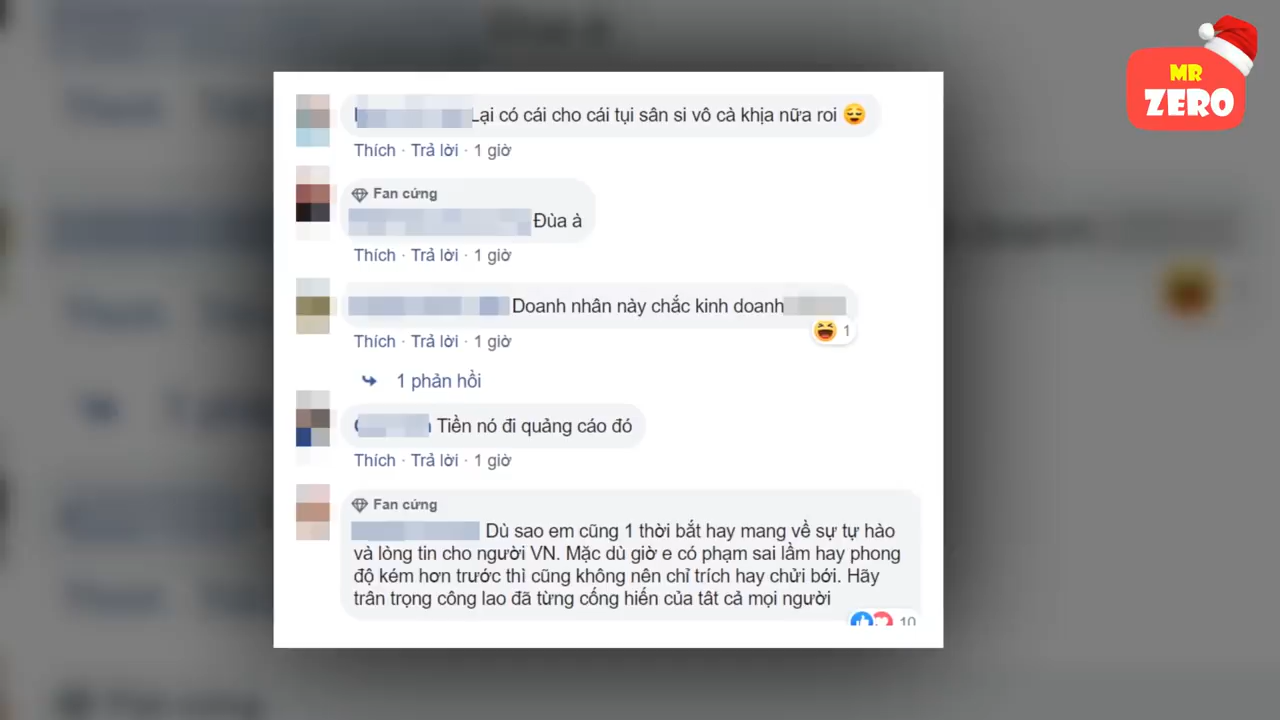 MR
ZERO
Lại có cái cho cái tụi sân si vô cà khịa nữa roi
Thích · Trả lời · 1 giờ
Fan cứng
Đùa à
Thích · Trả lời · 1 giờ
Doanh nhân này chắc kinh doanh
1
Thích · Trả lời · 1 giờ
1 phản hồi
Tiền nó đi quảng cáo đó
Thích · Trả lời · 1 giờ
Fan cứng
Dù sao em cũng 1 thời bắt hay mang về sự tự hào
và lòng tin cho người VN. Mặc dù giờ e có phạm sai lầm hay phong
độ kém hơn trước thì cũng không nên chỉ trích hay chửi bới. Hãy
trân trọng công lao đã từng cống hiến của tât cả mọi người
10